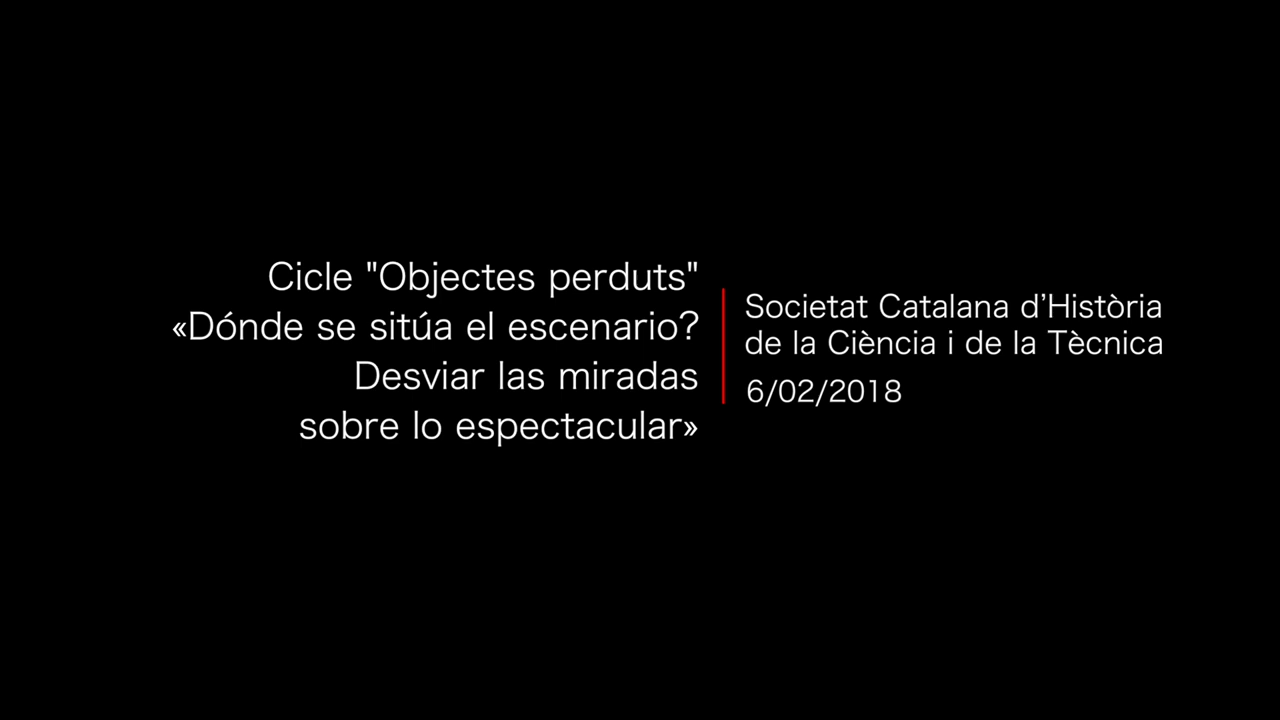 Cicle "Objectes perduts"
«Dónde se sitúa el escenario?
Desviar las miradas
sobre lo espectacular»
Societat Catalana d’Història
de la Ciència i de la Tècnica
6/02/2018